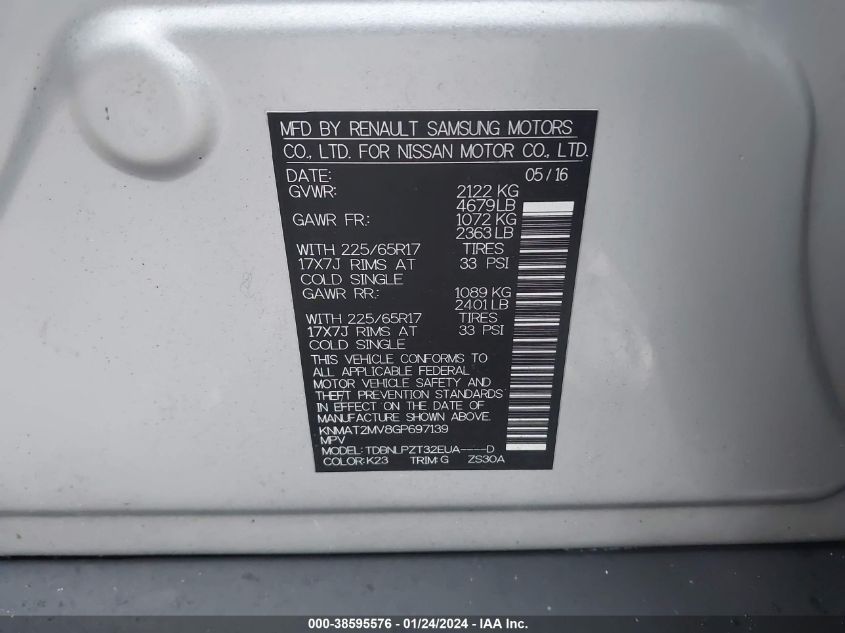 MFD BY RENAULT SAMSUNG MOTORS
CO., LTD. FOR NISSAN MOTOR CO., LTD.
DATE: 05/16
GVWR: 2122 KG
4679LB
GAWR FR: 1072 KG
2363LB
WITH 225/65R17 TIRES
17X7J RIMS AT 33 PSI
COLD SINGLE
GAWR RR: 1089 KG
2401LB
WITH 225/65R17 TIRES
17X7J RIMS AT 33 PSI
COLD SINGLE
THIS VEHICLE CONFORMS TO
ALL APPLICABLE FEDERAL
MOTOR VEHICLE SAFETY AND
THEFT PREVENTION STANDARDS
IN EFFECT ON THE DATE OF
MANUFACTURE SHOWN ABOVE.
KNMAT2MV8GP697139
MPV
MODEL: TDBNLPZT32EUA----D
COLOR:K23 TRIM:G ZS30A
000-38595576 - 01/24/2024 - IAA Inc.